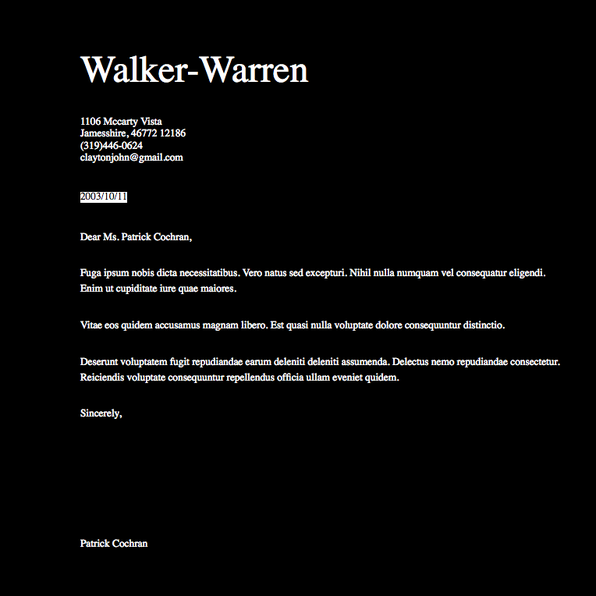 Walker-Warren
1106 Mccarty Vista
Jamesshire, 46772 12186
(319)446-0624
claytonjohn@gmail.com
2003/10/11
Dear Ms. Patrick Cochran,
Fuga ipsum nobis dicta necessitatibus. Vero natus sed excepturi. Nihil nulla numquam vel consequatur eligendi.
Enim ut cupiditate iure quae maiores.
Vitae eos quidem accusamus magnam libero. Est quasi nulla voluptate dolore consequuntur distinctio.
Deserunt voluptatem fugit repudiandae earum deleniti deleniti assumenda. Delectus nemo repudiandae consectetur.
Reiciendis voluptate consequuntur repellendus officia ullam eveniet quidem.
Sincerely,
Patrick Cochran